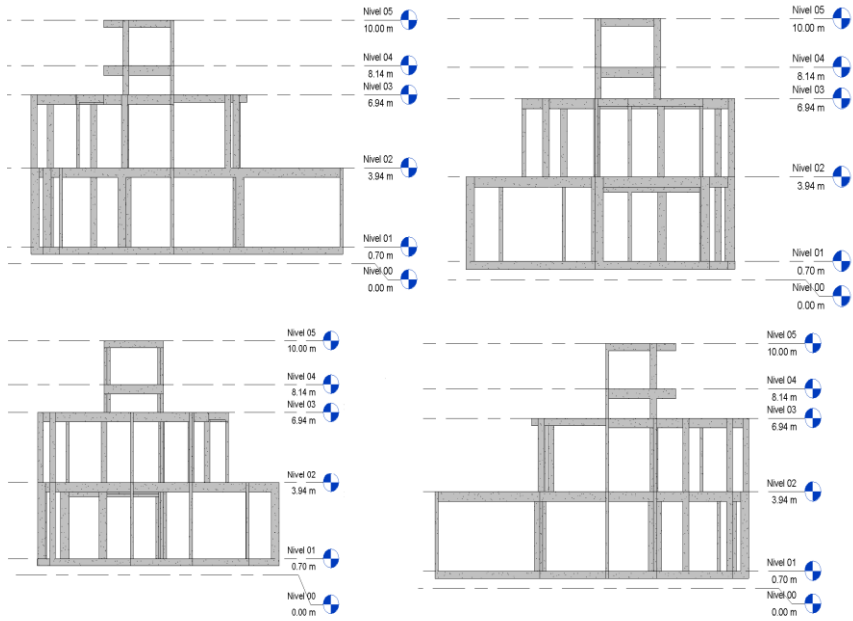 Nivel 05
10.00 m
Nivel 04
8.14 m
Nivel 03
6.94 m
Nivel 02
3.94 m
Nivel 01
0.70 m
Nivel 00
0.00 m
Nivel 05
10.00 m
Nivel 04
8.14 m
Nivel 03
6.94 m
Nivel 02
3.94 m
Nivel 01
0.70 m
Nivel 00
0.00 m
Nivel 05
10.00 m
Nivel 04
8.14 m
Nivel 03
6.94 m
Nivel 02
3.94 m
Nivel 01
0.70 m
Nivel 00
0.00 m
Nivel 05
10.00 m
Nivel 04
8.14 m
Nivel 03
6.94 m
Nivel 02
3.94 m
Nivel 01
0.70 m
Nivel 00
0.00 m